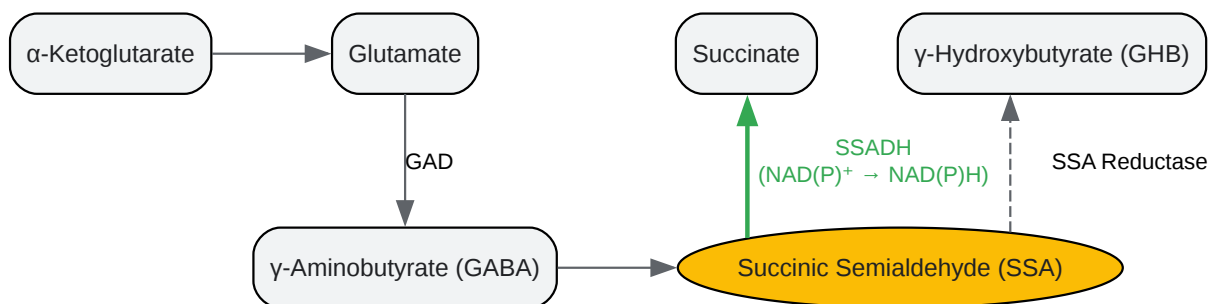 α-Ketoglutarate
Glutamate
Succinate
γ-Hydroxybutyrate (GHB)
GAD
SSADH
(NAD(P)⁺ → NAD(P)H)
SSA Reductase
γ-Aminobutyrate (GABA)
Succinic Semialdehyde (SSA)